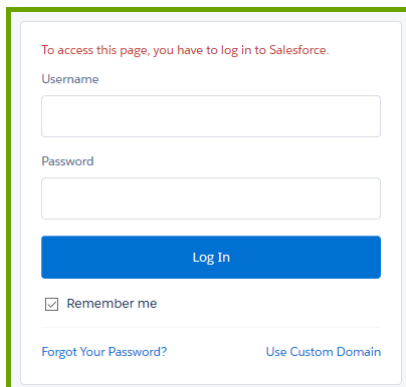 To access this page, you have to log in to Salesforce.
Username
Password
Log In
Remember me
Forgot Your Password? Use Custom Domain